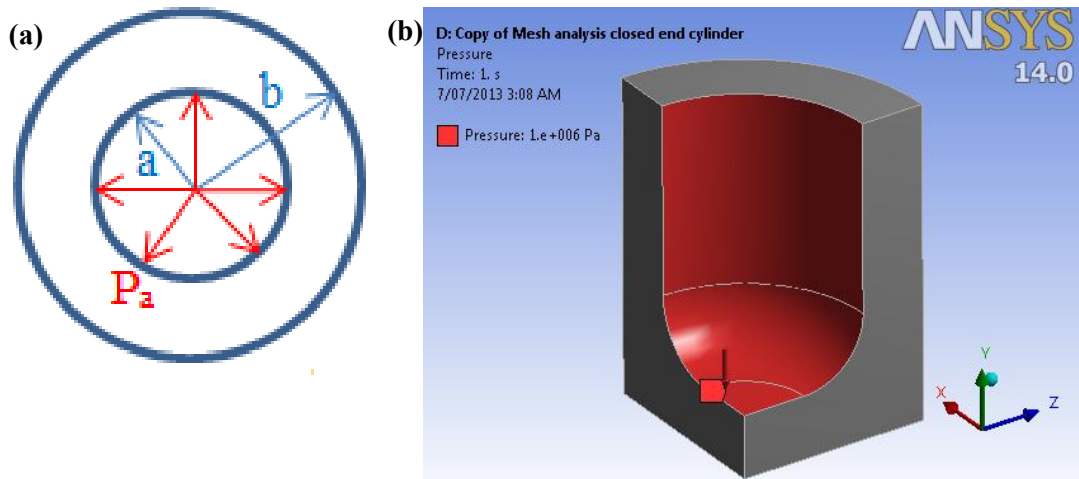 (a)
b
a
Pa
(b)
D: Copy of Mesh analysis closed end cylinder
Pressure
Time: 1. s
7/07/2013 3:08 AM
Pressure: 1.e+006 Pa
ANSYS
14.0
Y
X
Z